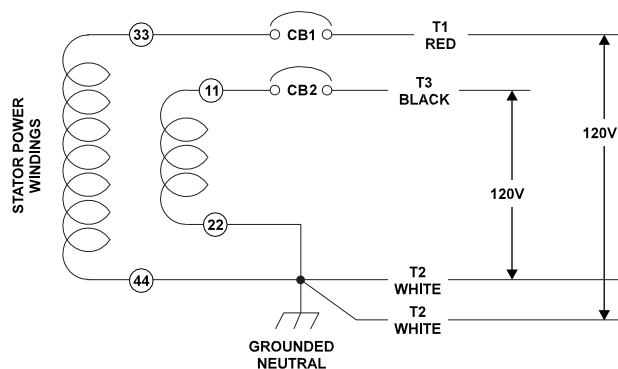 33
CB1
T1
RED
11
CB2
T3
BLACK
120V
STATOR POWER
WINDINGS
120V
22
44
T2
WHITE
T2
WHITE
GROUNDED
NEUTRAL